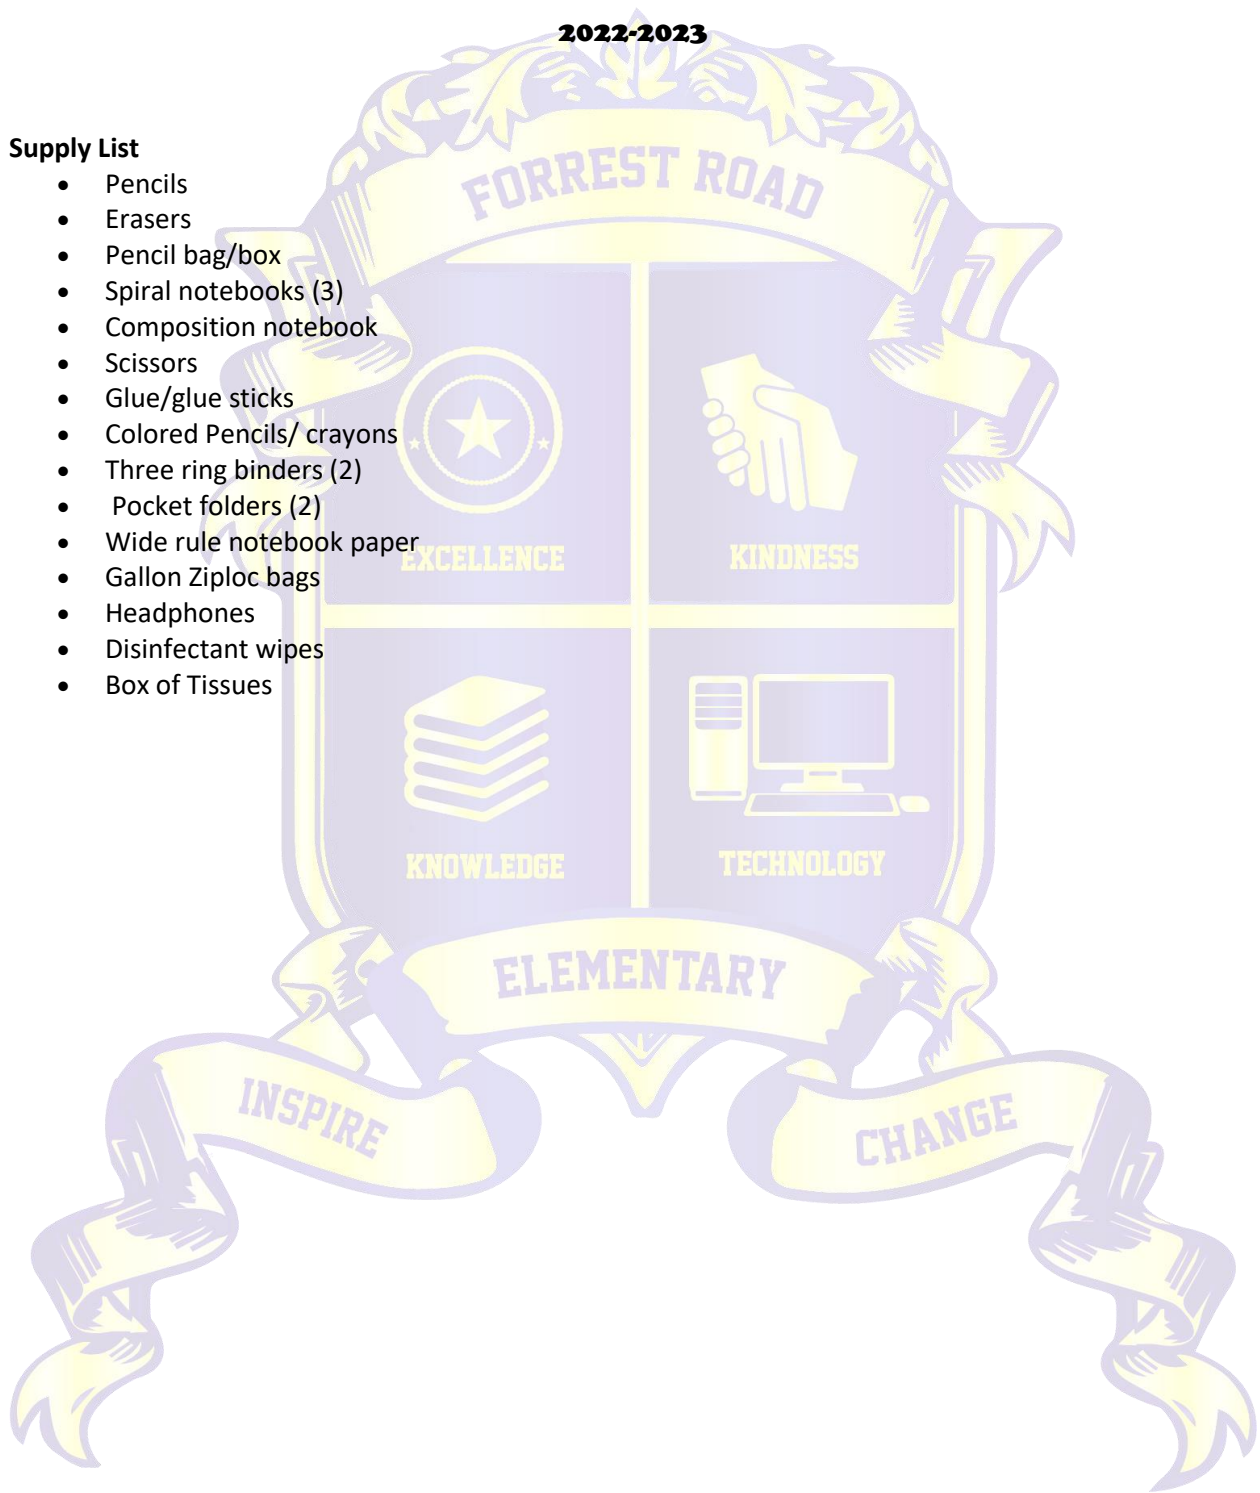 2022-2023
FORREST ROAD
Supply List
• Pencils
• Erasers
• Pencil bag/box
• Spiral notebooks (3)
• Composition notebook
• Scissors
• Glue/glue sticks
• Colored Pencils/ crayons
• Three ring binders (2)
• Pocket folders (2)
• Wide rule notebook paper
• Gallon Ziploc bags
• Headphones
• Disinfectant wipes
• Box of Tissues
EXCELLENCE
KINDNESS
KNOWLEDGE
TECHNOLOGY
ELEMENTARY
INSPIRE
CHANGE